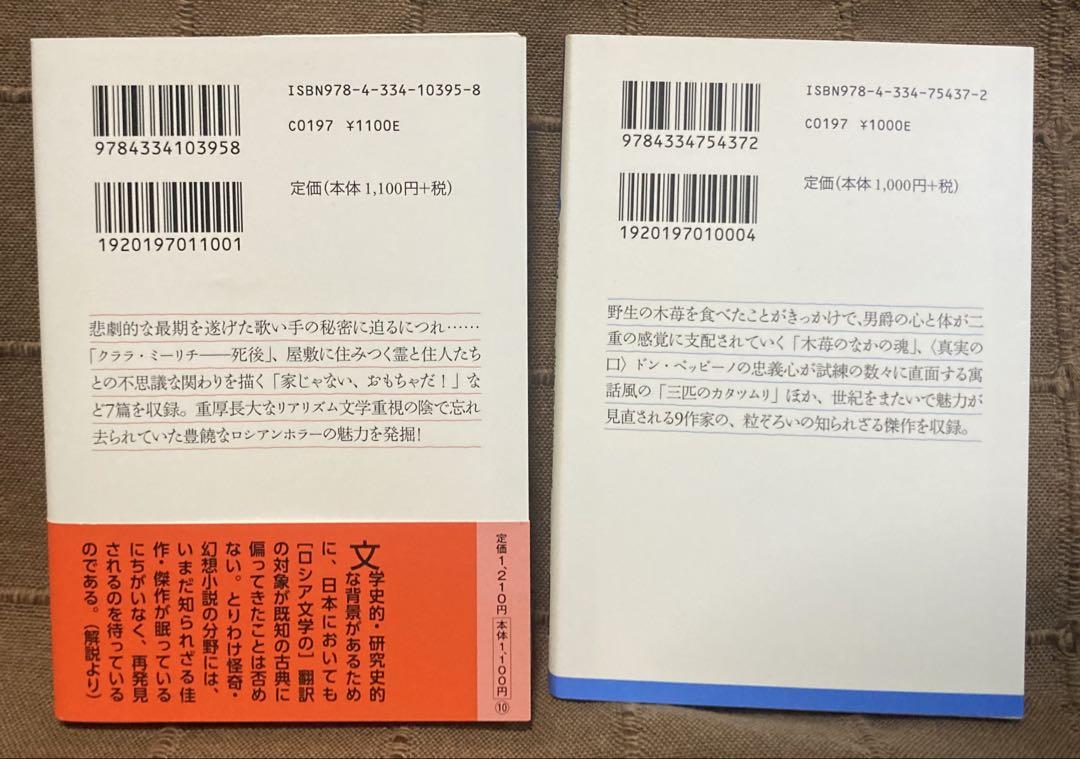 ISBN978-4-334-10395-8
C0197 ¥1100E
9784334103958
定価(本体1,100円+税)
1920197011001
悲劇的な最期を遂げた歌い手の秘密に迫るにつれ……
「クララ・ミーリチ――死後」、屋敷に住みつく霊と住人たち
との不思議な関わりを描く「家じゃない、おもちゃだ！」な
ど7篇を収録。重厚長大なリアリズム文学重視の陰で忘れ
去られていた豊饒なロシアンホラーの魅力を発掘！
文学史的・研究史的
な背景があるため
に、日本においても
［ロシア文学の］翻訳
の対象が既知の古典に
偏ってきたことは否め
ない。とりわけ怪奇・
幻想小説の分野には、
いまだ知られざる佳
作・傑作が眠っている
にちがいなく、再発見
されるのを待っている
のである。（解説より）
定価1,210円 本体1,100円 ⑩
ISBN978-4-334-75437-2
C0197 ¥1000E
9784334754372
定価(本体1,000円+税)
1920197010004
野生の木苺を食べたことがきっかけで、男爵の心と体が二
重の感覚に支配されていく「木苺のなかの魂」、〈真実の
口〉ドン・ペッピーノの忠義心が試練の数々に直面する寓
話風の「三匹のカタツムリ」ほか、世紀をまたいで魅力が
見直される9作家の、粒ぞろいの知られざる傑作を収録。